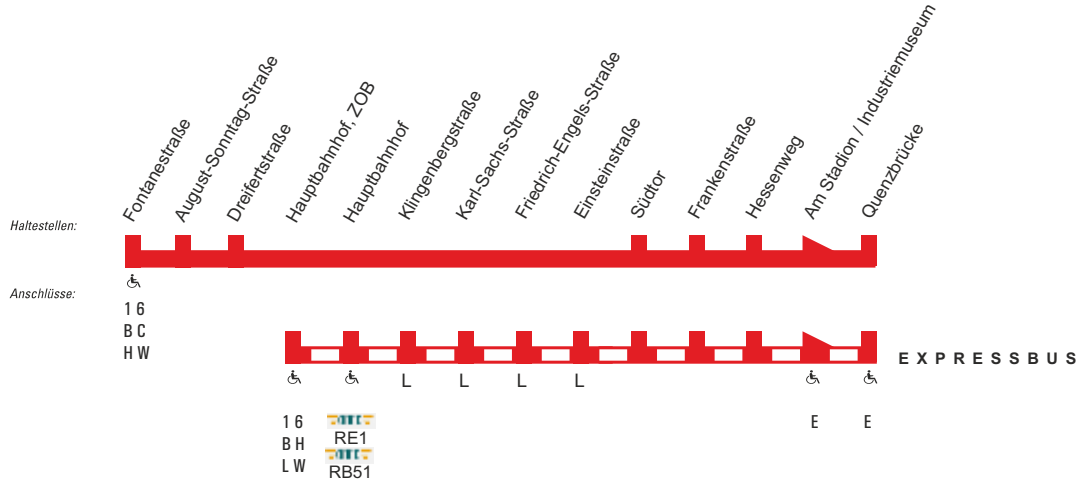 Fontanestraße
August-Sonntag-Straße
Dreifertstraße
Hauptbahnhof, ZOB
Hauptbahnhof
Klingenbergstraße
Karl-Sachs-Straße
Friedrich-Engels-Straße
Einsteinstraße
Südtor
Frankenstraße
Hessenweg
Am Stadion / Industriemuseum
Quenzbrücke
Haltestellen:
Anschlüsse:
1 6
B C
H W
EXPRESSBUS
L L L L
1 6
B H
L W
RE1
RB51
E E